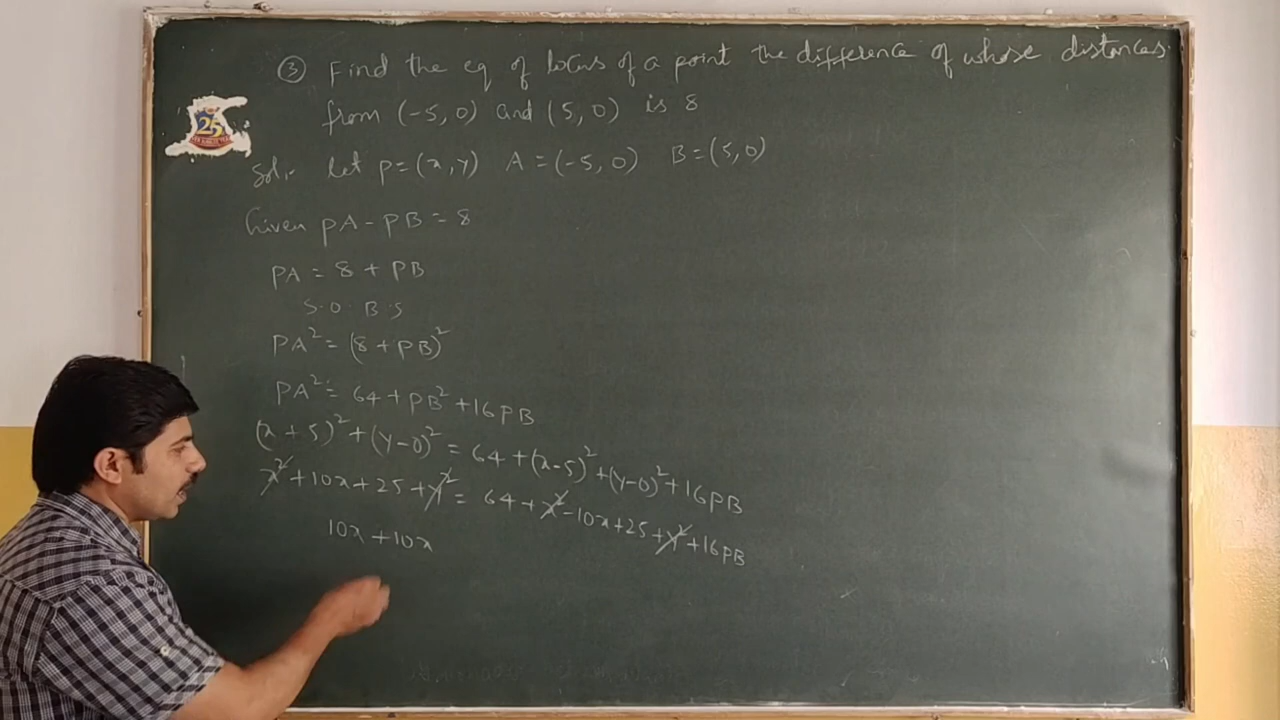 ③ Find the eq of locus of a point the difference of whose distances
from (-5, 0) and (5, 0) is 8
25
Sol:- let P=(x,y) A=(-5, 0) B=(5,0)
Given PA-PB=8
PA = 8 + PB
S.O.B.S
PA² = (8+PB)²
PA² = 64+PB²+16PB
(x+5)²+(y-0)² = 64+(x-5)²+(y-0)²+16PB
x²+10x+25+y² = 64+x²-10x+25+y²+16PB
10x+10x